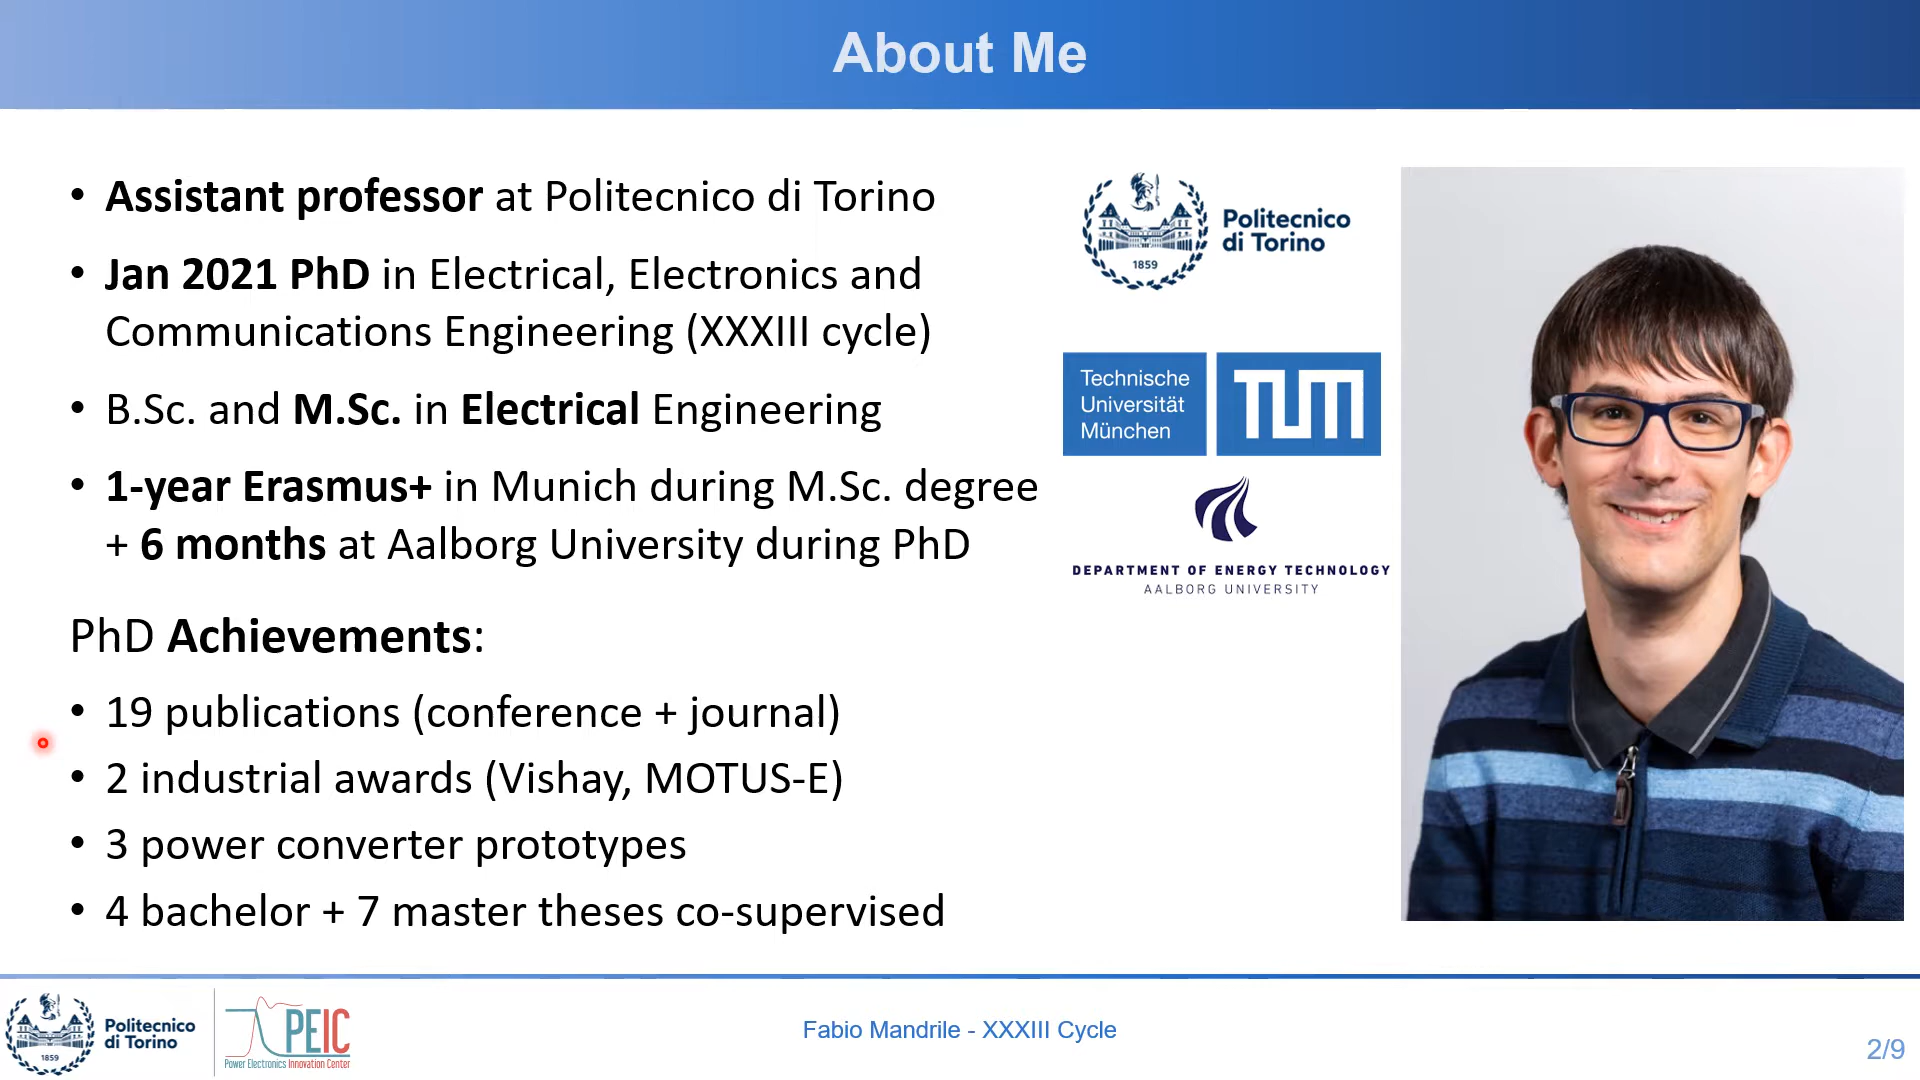 About Me
• Assistant professor at Politecnico di Torino
• Jan 2021 PhD in Electrical, Electronics and
Communications Engineering (XXXIII cycle)
• B.Sc. and M.Sc. in Electrical Engineering
• 1-year Erasmus+ in Munich during M.Sc. degree
+ 6 months at Aalborg University during PhD
PhD Achievements:
• 19 publications (conference + journal)
• 2 industrial awards (Vishay, MOTUS-E)
• 3 power converter prototypes
• 4 bachelor + 7 master theses co-supervised
1859
Politecnico
di Torino
Technische
Universität
München
TUM
DEPARTMENT OF ENERGY TECHNOLOGY
AALBORG UNIVERSITY
1859
Politecnico
di Torino
PEIC
Power Electronics Innovation Center
Fabio Mandrile - XXXIII Cycle
2/9